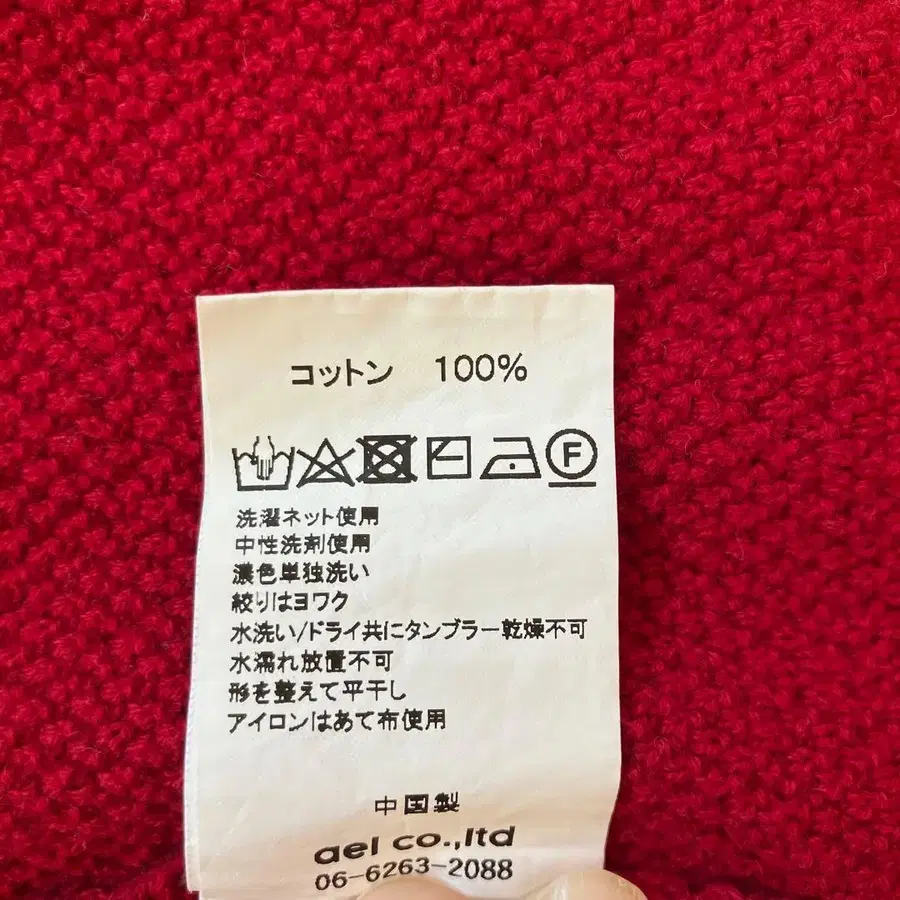 コットン 100%
F
洗濯ネット使用
中性洗剤使用
濃色単独洗い
絞りはヨワク
水洗い/ドライ共にタンブラー乾燥不可
水濡れ放置不可
形を整えて平干し
アイロンはあて布使用
中国製
ael co.,ltd
06-6263-2088